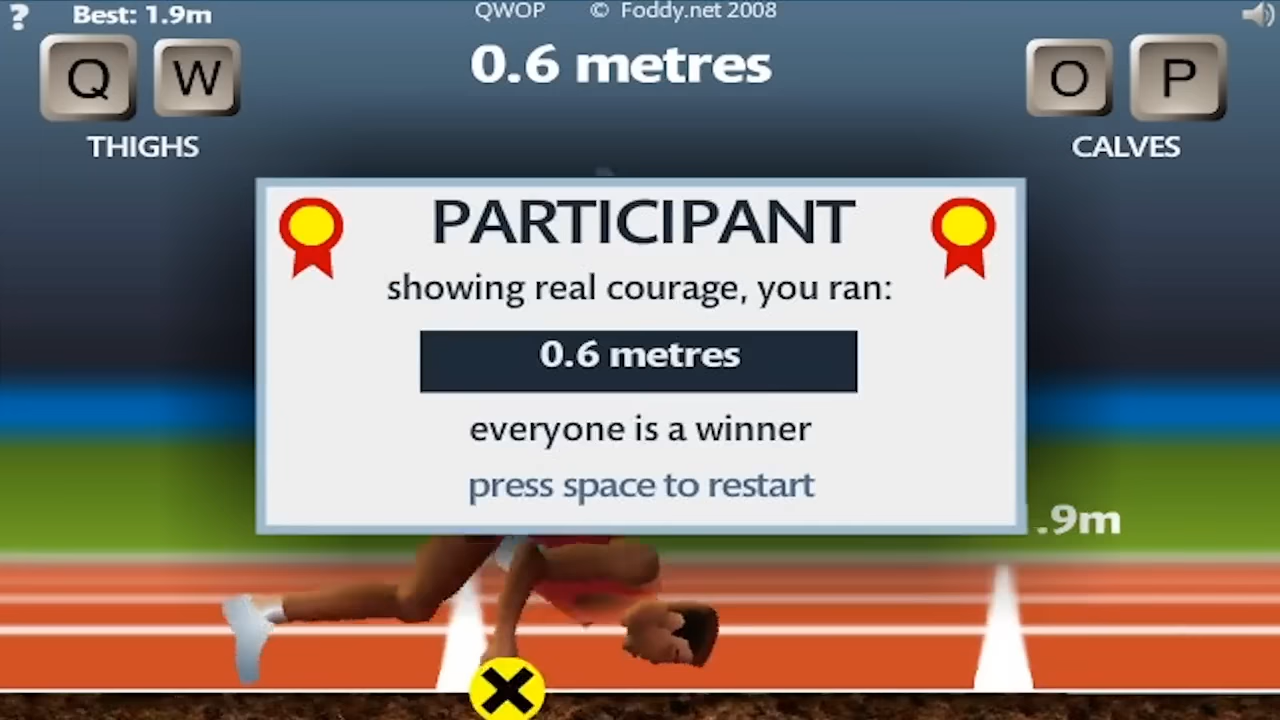 ?
Best: 1.9m
QWOP © Foddy.net 2008
0.6 metres
Q W
THIGHS
O P
CALVES
PARTICIPANT
showing real courage, you ran:
0.6 metres
everyone is a winner
press space to restart
.9m